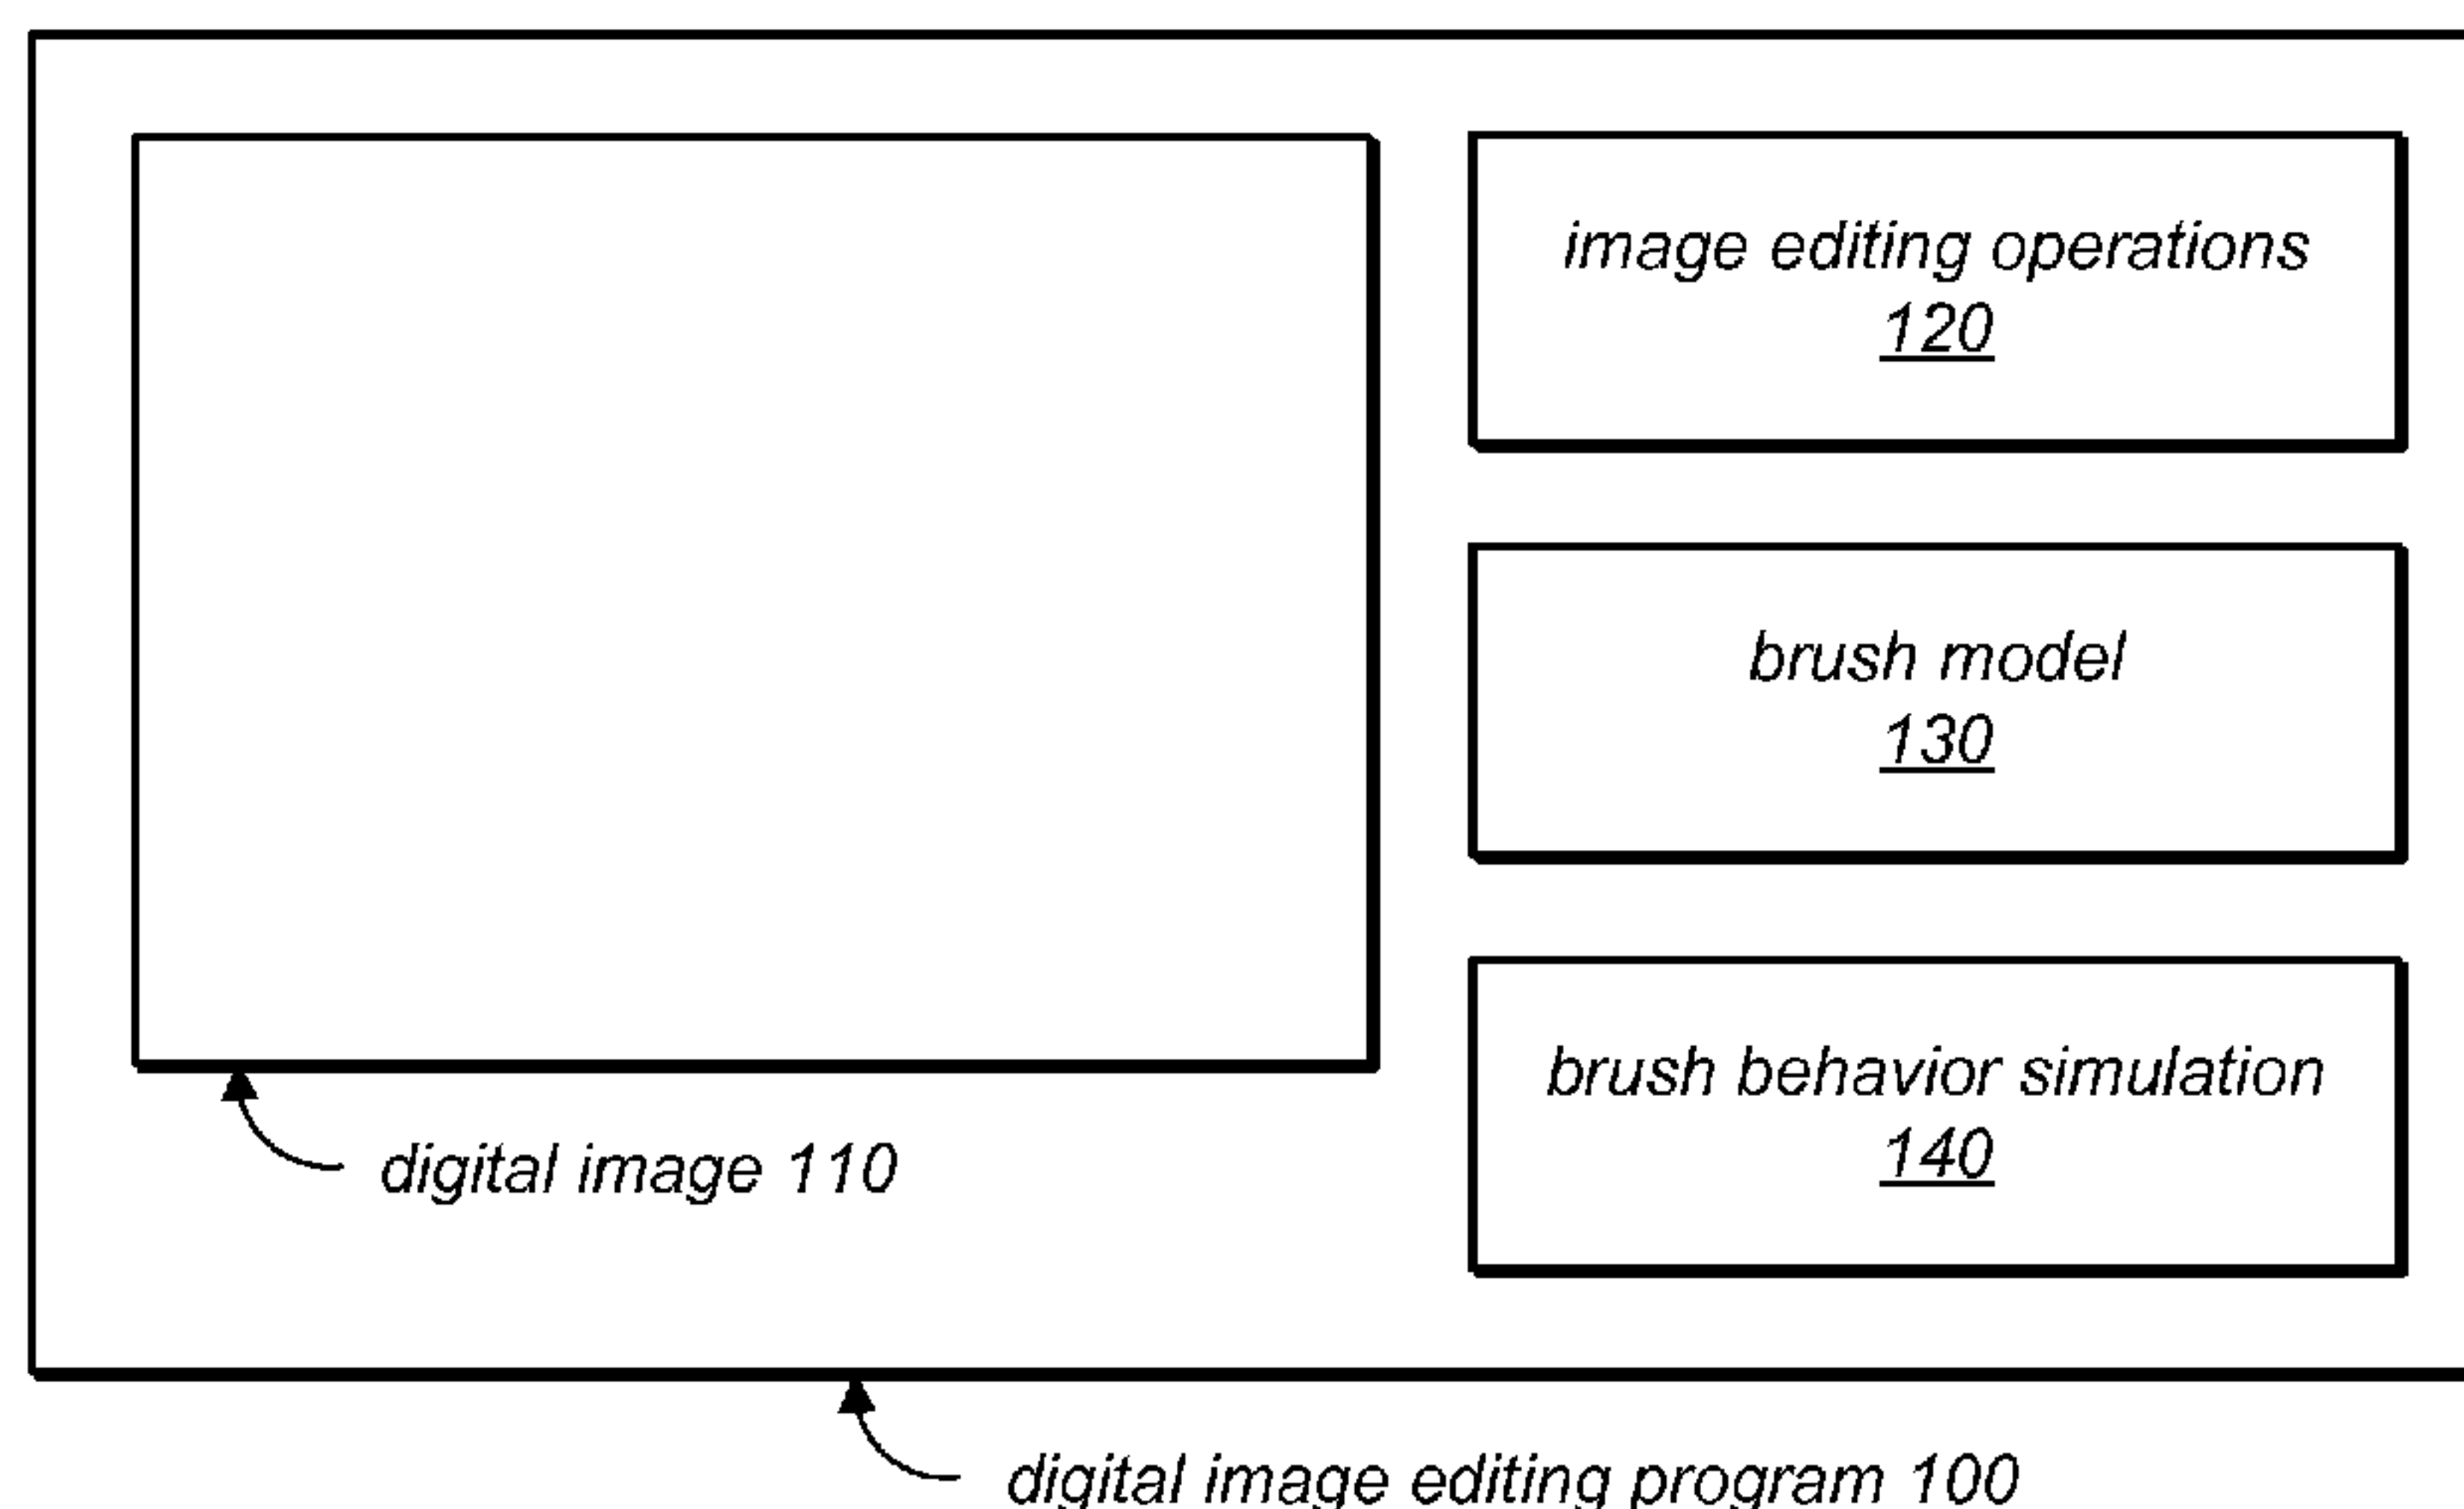 image editing operations
120
brush model
130
brush behavior simulation
140
digital image 110
digital image editing program 100